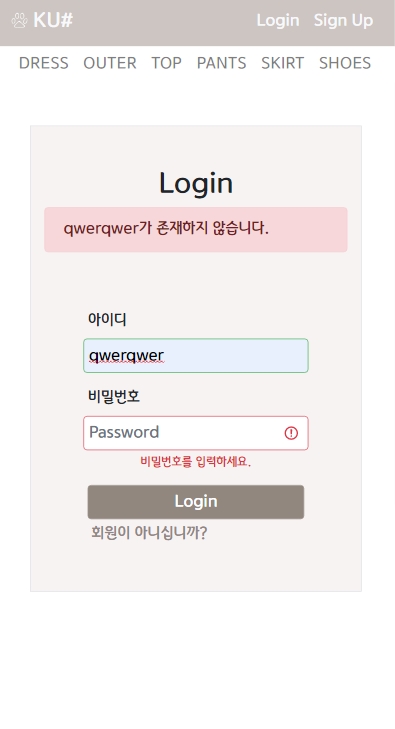 KU# Login Sign Up
DRESS OUTER TOP PANTS SKIRT SHOES
Login
qwerqwer가 존재하지 않습니다.
아이디
qwerqwer
비밀번호
Password
비밀번호를 입력하세요.
Login
회원이 아니십니까?